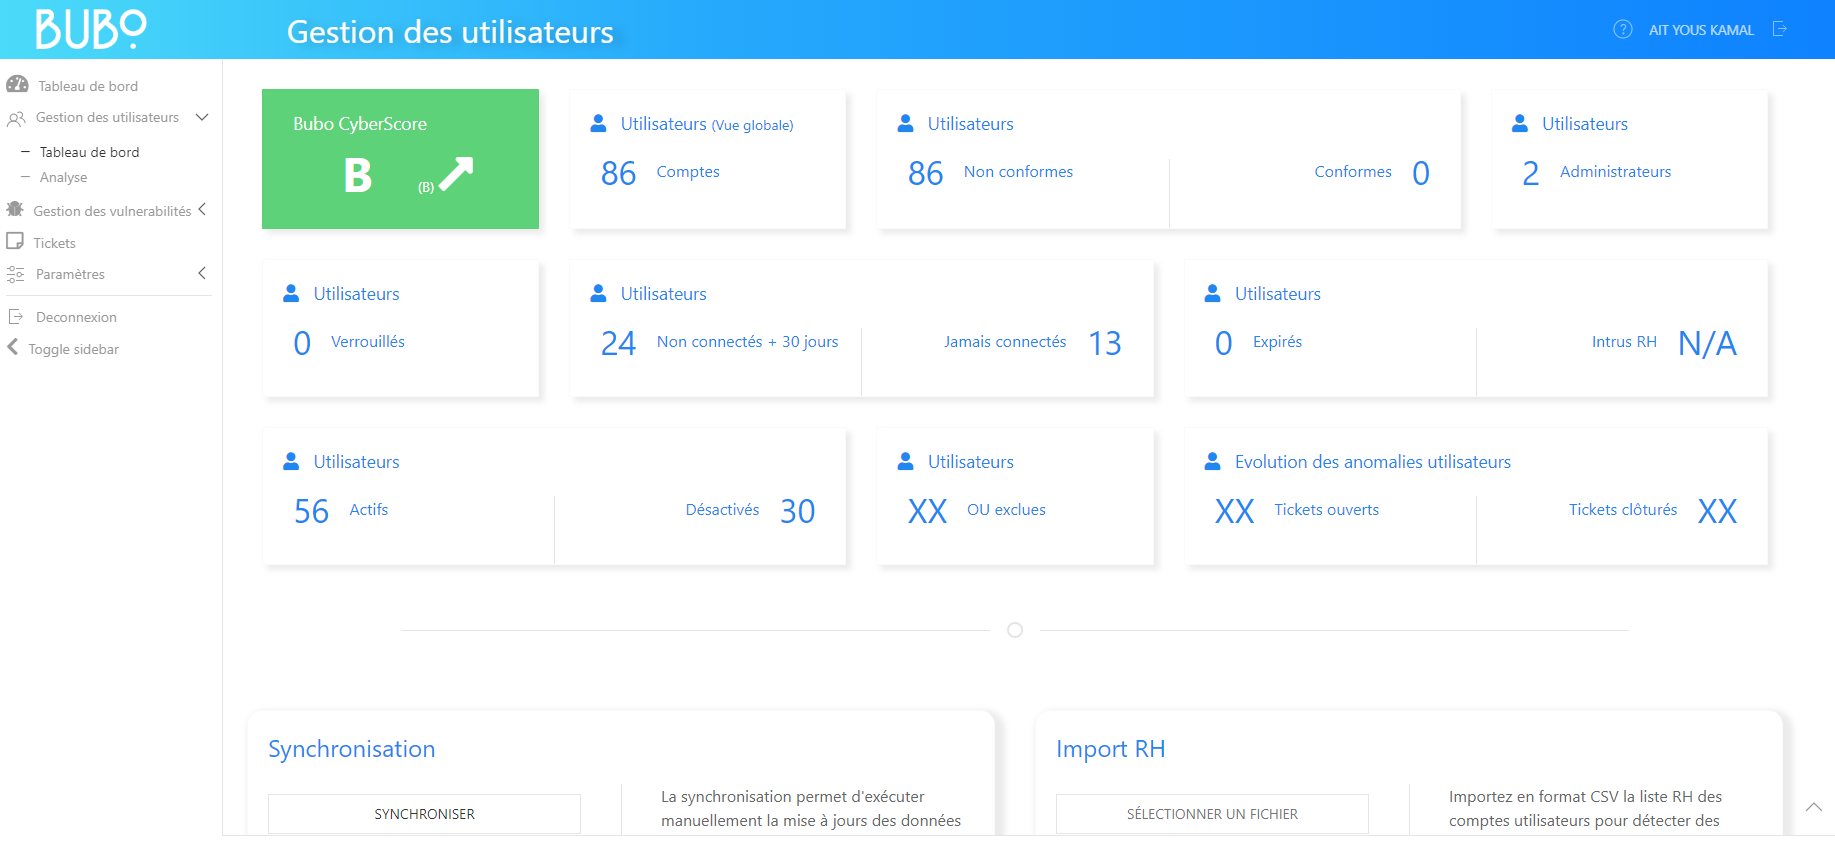 BUBO
Gestion des utilisateurs
? AIT YOUS KAMAL
Tableau de bord
Gestion des utilisateurs
– Tableau de bord
– Analyse
Gestion des vulnerabilités
Tickets
Paramètres
Deconnexion
Toggle sidebar
Bubo CyberScore
B (B)
Utilisateurs (Vue globale)
86 Comptes
Utilisateurs
86 Non conformes Conformes 0
Utilisateurs
2 Administrateurs
Utilisateurs
0 Verrouillés
Utilisateurs
24 Non connectés + 30 jours Jamais connectés 13
Utilisateurs
0 Expirés Intrus RH N/A
Utilisateurs
56 Actifs Désactivés 30
Utilisateurs
XX OU exclues
Evolution des anomalies utilisateurs
XX Tickets ouverts Tickets clôturés XX
Synchronisation
SYNCHRONISER
La synchronisation permet d'exécuter
manuellement la mise à jours des données
Import RH
SÉLECTIONNER UN FICHIER
Importez en format CSV la liste RH des
comptes utilisateurs pour détecter des